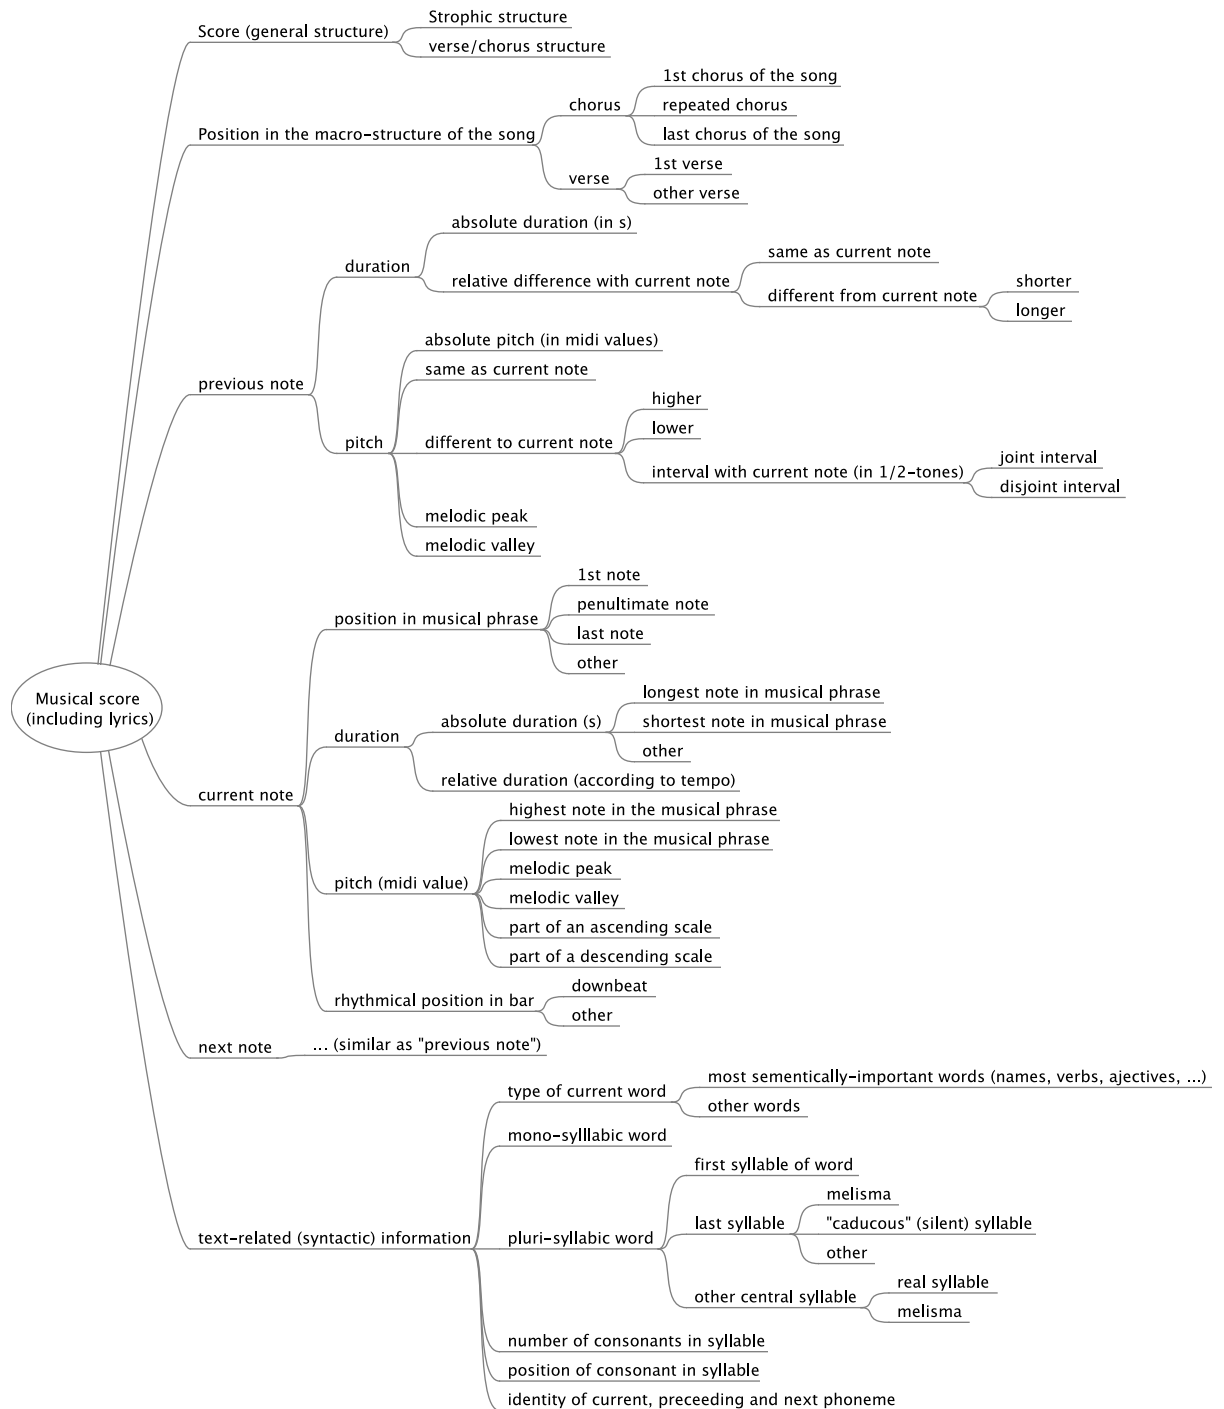 Score (general structure)
Strophic structure
verse/chorus structure
Position in the macro-structure of the song
chorus
1st chorus of the song
repeated chorus
last chorus of the song
verse
1st verse
other verse
previous note
duration
absolute duration (in s)
relative difference with current note
same as current note
different from current note
shorter
longer
pitch
absolute pitch (in midi values)
same as current note
different to current note
higher
lower
interval with current note (in 1/2-tones)
joint interval
disjoint interval
melodic peak
melodic valley
Musical score
(including lyrics)
current note
position in musical phrase
1st note
penultimate note
last note
other
duration
absolute duration (s)
longest note in musical phrase
shortest note in musical phrase
other
relative duration (according to tempo)
pitch (midi value)
highest note in the musical phrase
lowest note in the musical phrase
melodic peak
melodic valley
part of an ascending scale
part of a descending scale
rhythmical position in bar
downbeat
other
next note
... (similar as "previous note")
text-related (syntactic) information
type of current word
most sementically-important words (names, verbs, ajectives, ...)
other words
mono-sylllabic word
pluri-syllabic word
first syllable of word
last syllable
melisma
"caducous" (silent) syllable
other
other central syllable
real syllable
melisma
number of consonants in syllable
position of consonant in syllable
identity of current, preceeding and next phoneme